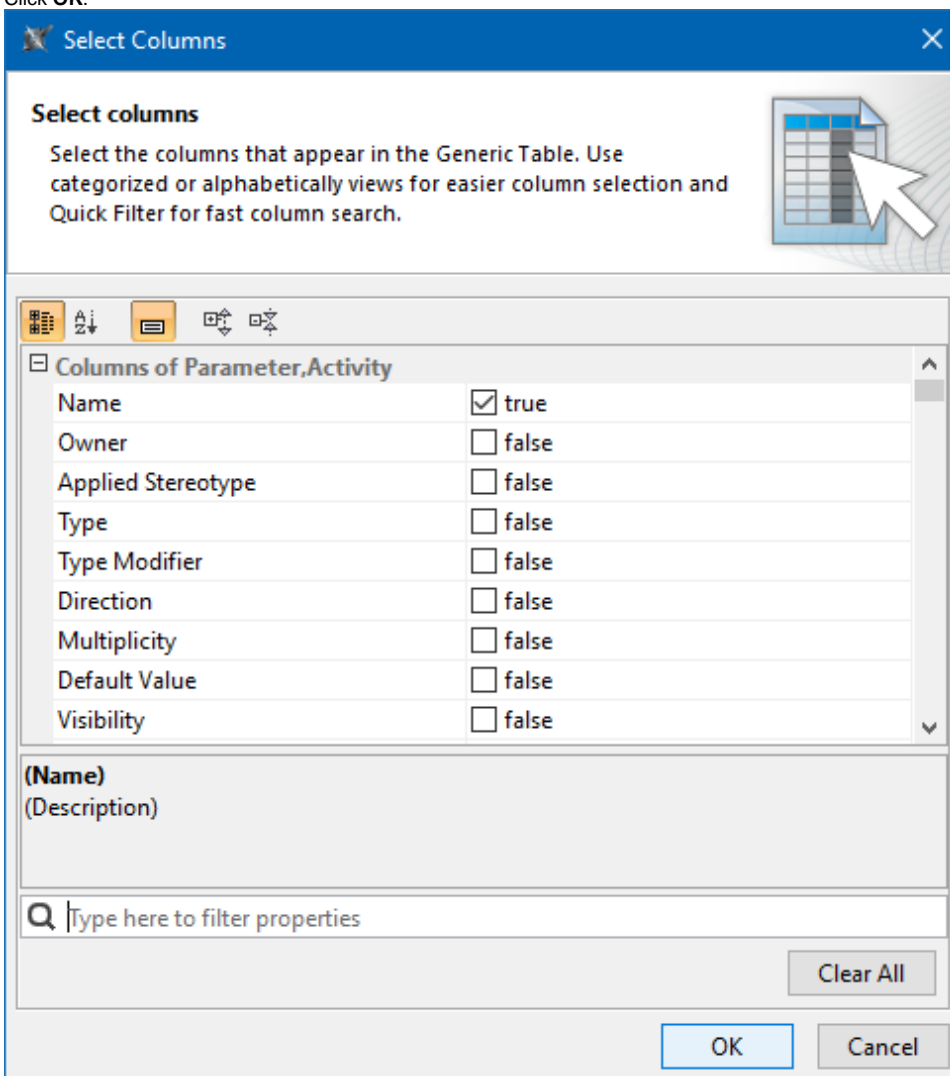 Click OK.
Select Columns
Select columns
Select the columns that appear in the Generic Table. Use
categorized or alphabetically views for easier column selection and
Quick Filter for fast column search.
Columns of Parameter,Activity
Name true
Owner false
Applied Stereotype false
Type false
Type Modifier false
Direction false
Multiplicity false
Default Value false
Visibility false
(Name)
(Description)
Type here to filter properties
Clear All
OK Cancel